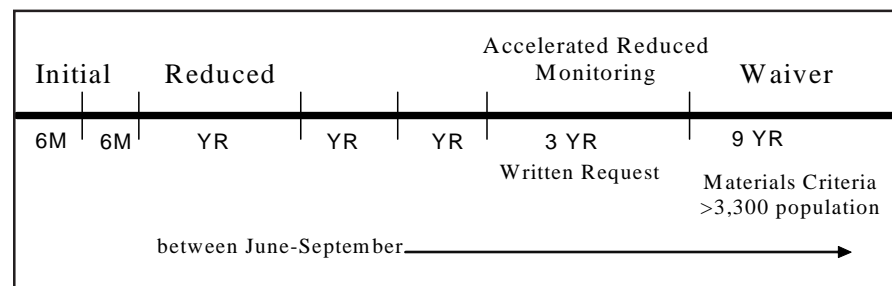 Initial
Reduced
Accelerated Reduced
Monitoring
Waiver
6M
6M
YR
YR
YR
3 YR
9 YR
Written Request
Materials Criteria
>3,300 population
between June-September